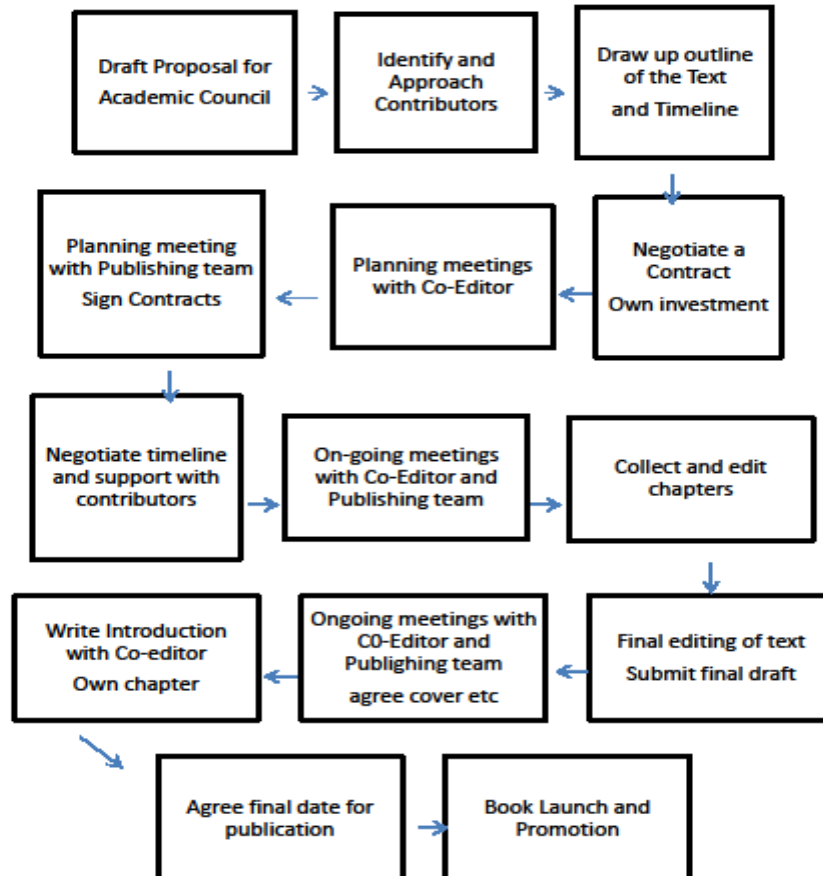 Draft Proposal for
Academic Council
Identify and
Approach
Contributors
Draw up outline
of the Text
and Timeline
Negotiate a
Contract
Own investment
Planning meetings
with Co-Editor
Planning meeting
with Publishing team
Sign Contracts
Negotiate timeline
and support with
contributors
On-going meetings
with Co-Editor and
Publishing team
Collect and edit
chapters
Final editing of text
Submit final draft
Ongoing meetings with
C0-Editor and
Publighing team
agree cover etc
Write Introduction
with Co-editor
Own chapter
Agree final date for
publication
Book Launch and
Promotion